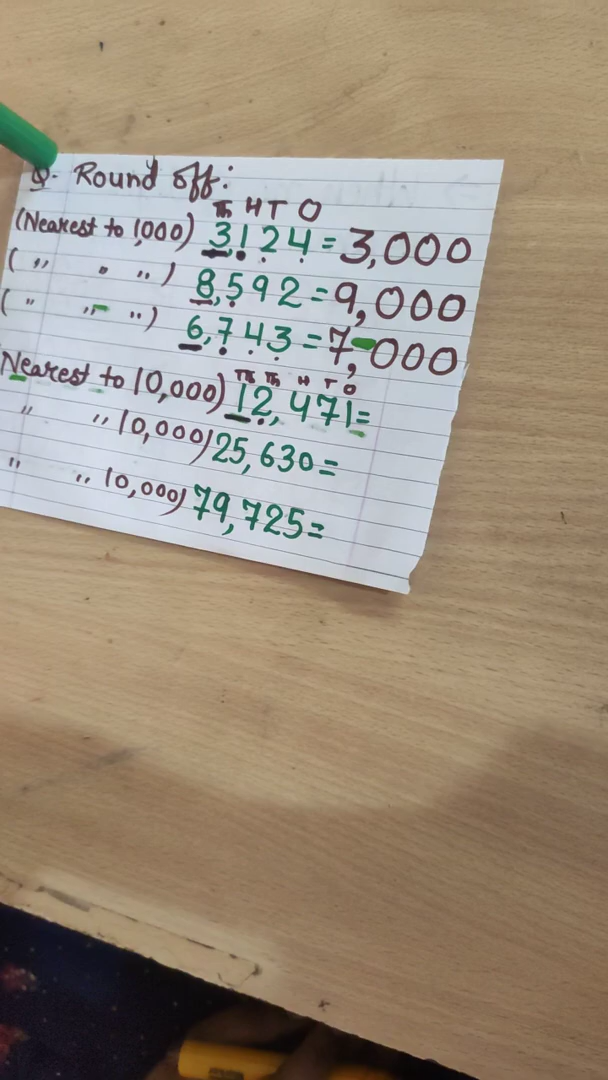 Q- Round off:
Th H T O
(Nearest to 1,000) 3,124 = 3,000
( " " " ) 8,592 = 9,000
( " " " ) 6,743 = 7,000
TTh Th H T O
Nearest to 10,000) 12,471=
" " 10,000) 25,630=
" " 10,000) 79,725=